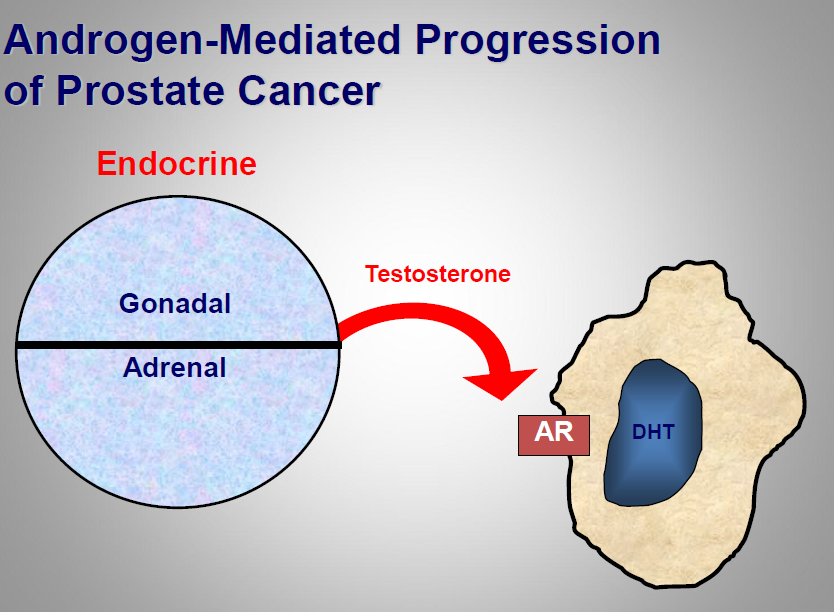 Androgen-Mediated Progression
of Prostate Cancer
Endocrine
Gonadal
Adrenal
Testosterone
AR
DHT